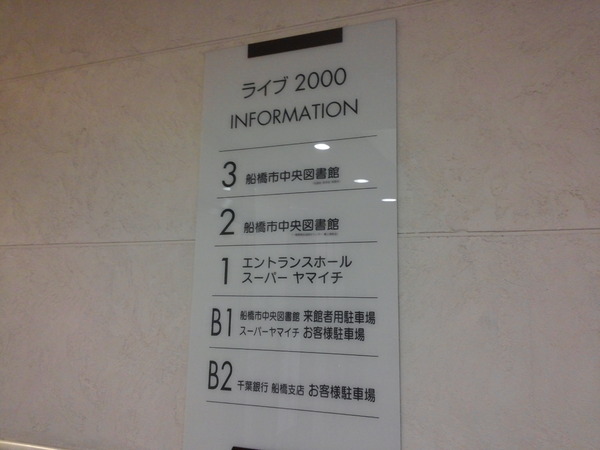 ライブ 2000
INFORMATION
3 船橋市中央図書館
2 船橋市中央図書館
1 エントランスホール
スーパー ヤマイチ
B1 船橋市中央図書館 来館者用駐車場
スーパーヤマイチ お客様駐車場
B2 千葉銀行 船橋支店 お客様駐車場